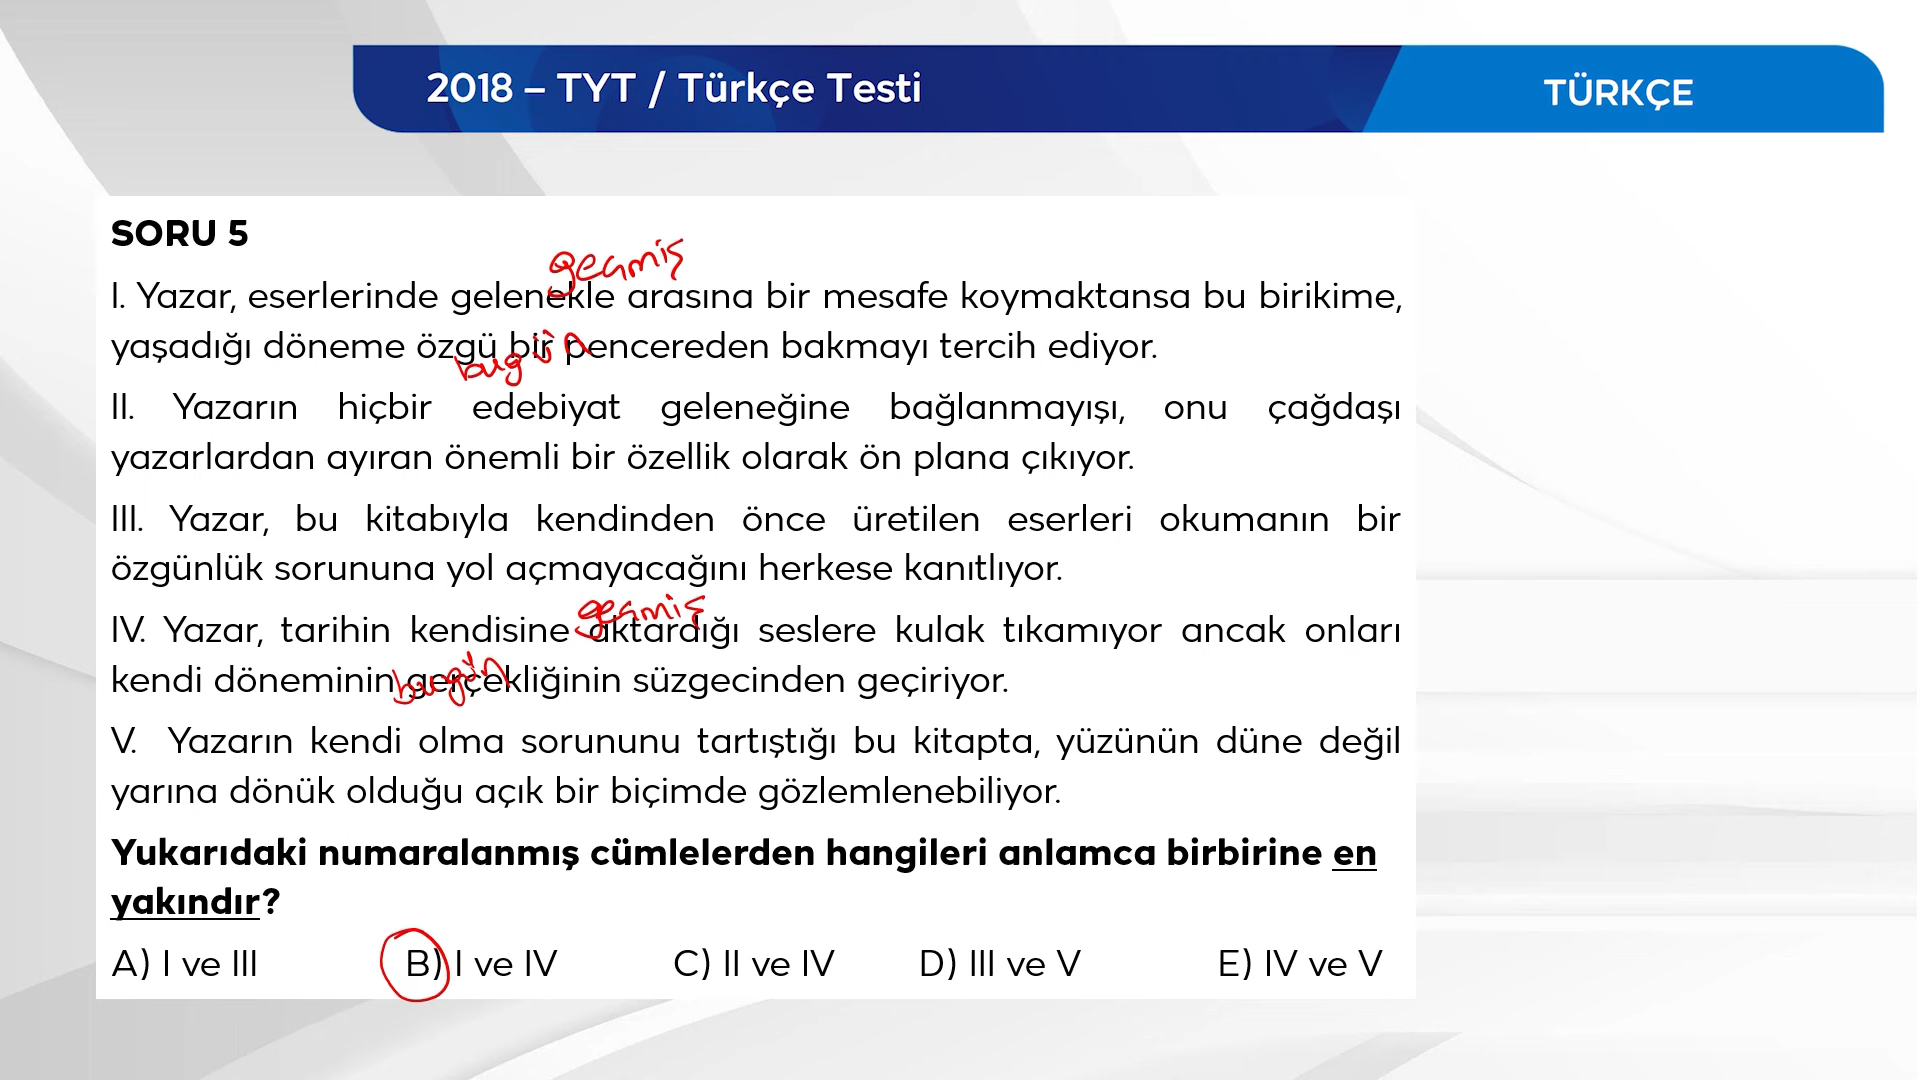 2018 – TYT / Türkçe Testi
TÜRKÇE
SORU 5
geçmiş
I. Yazar, eserlerinde gelenekle arasına bir mesafe koymaktansa bu birikime,
yaşadığı döneme özgü bir pencereden bakmayı tercih ediyor.
bugün
II. Yazarın hiçbir edebiyat geleneğine bağlanmayışı, onu çağdaşı
yazarlardan ayıran önemli bir özellik olarak ön plana çıkıyor.
III. Yazar, bu kitabıyla kendinden önce üretilen eserleri okumanın bir
özgünlük sorununa yol açmayacağını herkese kanıtlıyor.
geçmiş
IV. Yazar, tarihin kendisine aktardığı seslere kulak tıkamıyor ancak onları
kendi döneminin gerçekliğinin süzgecinden geçiriyor.
bugün
V. Yazarın kendi olma sorununu tartıştığı bu kitapta, yüzünün düne değil
yarına dönük olduğu açık bir biçimde gözlemlenebiliyor.
Yukarıdaki numaralanmış cümlelerden hangileri anlamca birbirine en
yakındır?
A) I ve III B) I ve IV C) II ve IV D) III ve V E) IV ve V